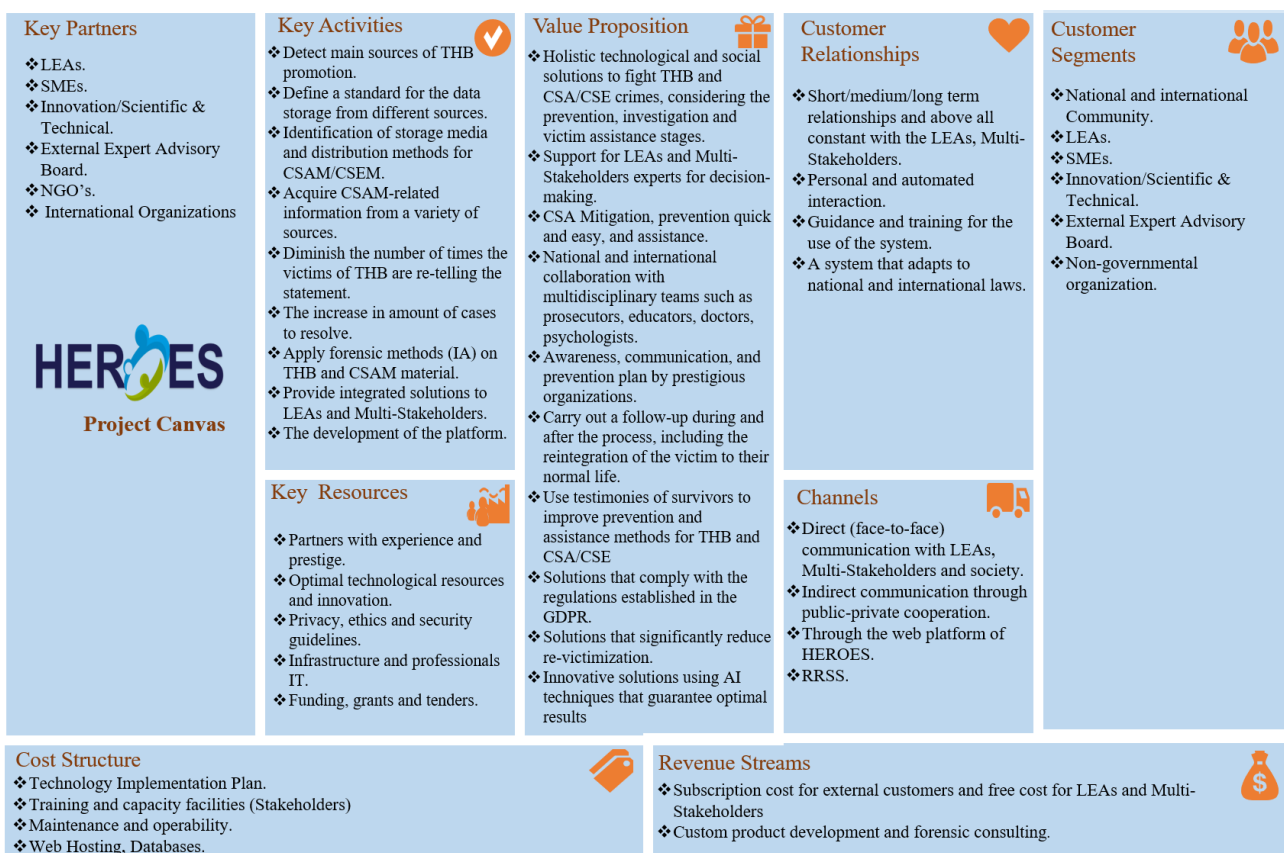 Key Partners
❖LEAs.
❖SMEs.
❖Innovation/Scientific &
Technical.
❖External Expert Advisory
Board.
❖NGO's.
❖ International Organizations
HEROES
Project Canvas
Key Activities
❖Detect main sources of THB
promotion.
❖Define a standard for the data
storage from different sources.
❖Identification of storage media
and distribution methods for
CSAM/CSEM.
❖Acquire CSAM-related
information from a variety of
sources.
❖Diminish the number of times the
victims of THB are re-telling the
statement.
❖The increase in amount of cases
to resolve.
❖Apply forensic methods (IA) on
THB and CSAM material.
❖Provide integrated solutions to
LEAs and Multi-Stakeholders.
❖The development of the platform.
Key Resources
❖Partners with experience and
prestige.
❖Optimal technological resources
and innovation.
❖Privacy, ethics and security
guidelines.
❖Infrastructure and professionals
IT.
❖Funding, grants and tenders.
Value Proposition
❖Holistic technological and social
solutions to fight THB and
CSA/CSE crimes, considering the
prevention, investigation and
victim assistance stages.
❖Support for LEAs and Multi-
Stakeholders experts for decision-
making.
❖CSA Mitigation, prevention quick
and easy, and assistance.
❖National and international
collaboration with
multidisciplinary teams such as
prosecutors, educators, doctors,
psychologists.
❖Awareness, communication, and
prevention plan by prestigious
organizations.
❖Carry out a follow-up during and
after the process, including the
reintegration of the victim to their
normal life.
❖Use testimonies of survivors to
improve prevention and
assistance methods for THB and
CSA/CSE
❖Solutions that comply with the
regulations established in the
GDPR.
❖Solutions that significantly reduce
re-victimization.
❖Innovative solutions using AI
techniques that guarantee optimal
results
Customer
Relationships
❖Short/medium/long term
relationships and above all
constant with the LEAs, Multi-
Stakeholders.
❖Personal and automated
interaction.
❖Guidance and training for the
use of the system.
❖A system that adapts to
national and international laws.
Channels
❖Direct (face-to-face)
communication with LEAs,
Multi-Stakeholders and society.
❖Indirect communication through
public-private cooperation.
❖Through the web platform of
HEROES.
❖RRSS.
Customer
Segments
❖National and international
Community.
❖LEAs.
❖SMEs.
❖Innovation/Scientific &
Technical.
❖External Expert Advisory
Board.
❖Non-governmental
organization.
Cost Structure
❖Technology Implementation Plan.
❖Training and capacity facilities (Stakeholders)
❖Maintenance and operability.
❖Web Hosting, Databases.
Revenue Streams
❖Subscription cost for external customers and free cost for LEAs and Multi-
Stakeholders
❖Custom product development and forensic consulting.
$